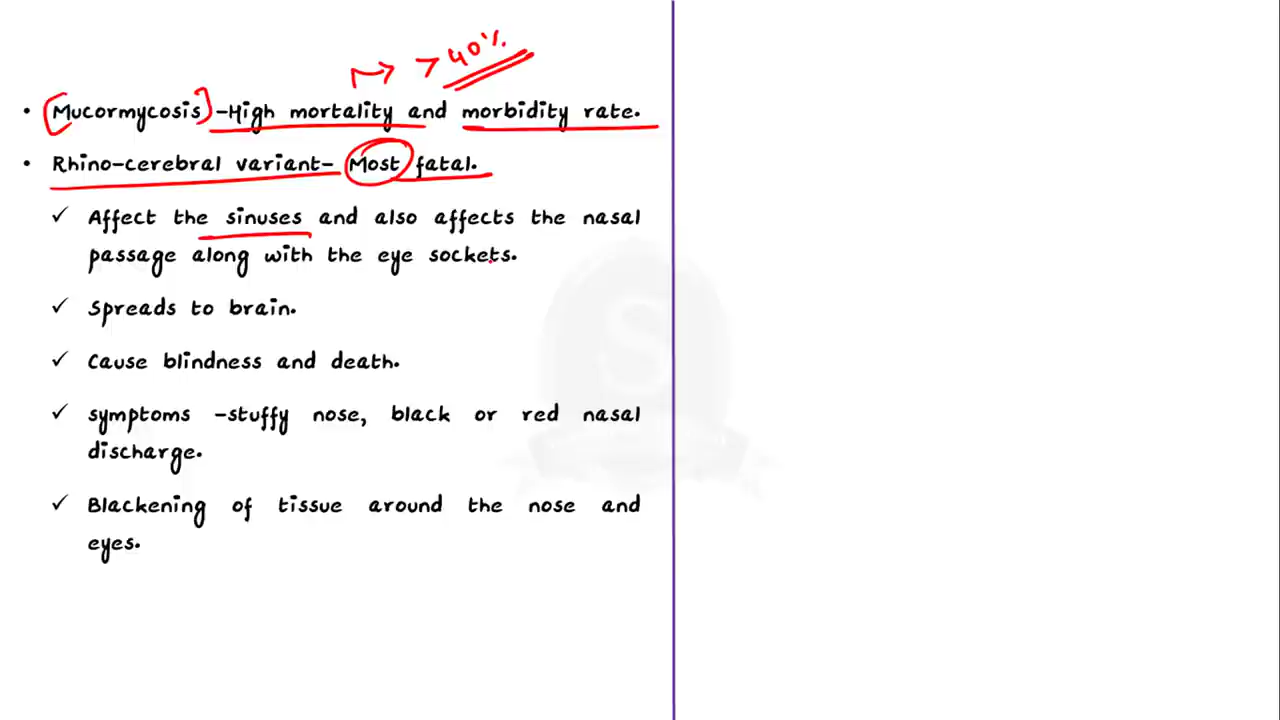 → > 40%
• [Mucormycosis] -High mortality and morbidity rate.
• Rhino-cerebral variant- Most fatal.
✓ Affect the sinuses and also affects the nasal
passage along with the eye sockets.
✓ Spreads to brain.
✓ Cause blindness and death.
✓ symptoms -stuffy nose, black or red nasal
discharge.
✓ Blackening of tissue around the nose and
eyes.